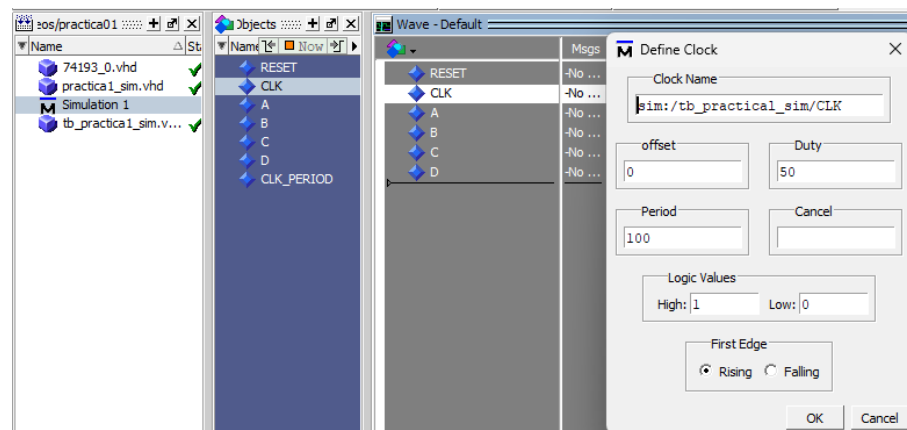 eos/practica01
Objects
Wave - Default
Name
St
Name
Now
Msgs
Define Clock
74193_0.vhd
practica1_sim.vhd
Simulation 1
tb_practica1_sim.v...
RESET
CLK
A
B
C
D
CLK_PERIOD
RESET
-No ...
CLK
-No ...
A
-No ...
B
-No ...
C
-No ...
D
-No ...
Clock Name
sim:/tb_practica1_sim/CLK
offset
Duty
0
50
Period
Cancel
100
Logic Values
High: 1
Low: 0
First Edge
Rising
Falling
OK
Cancel